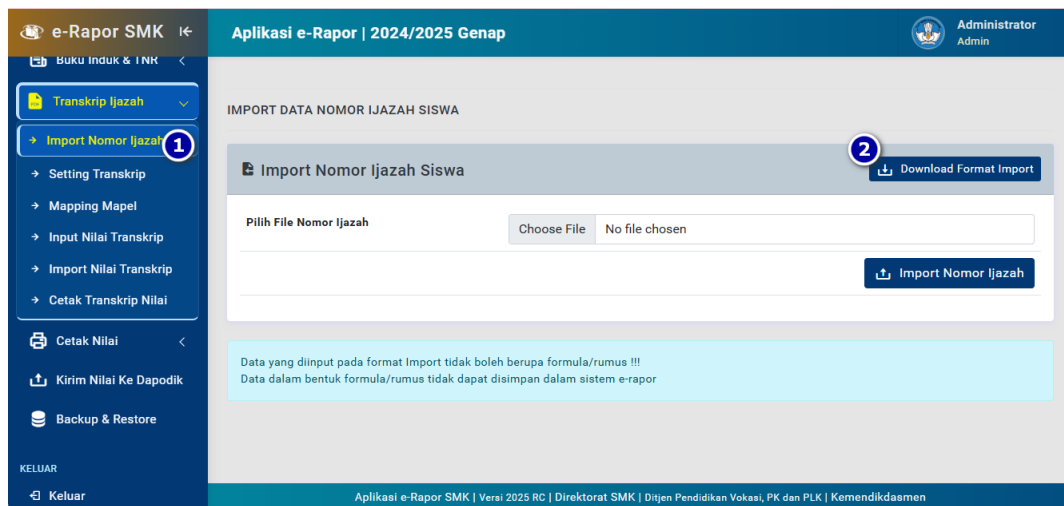 e-Rapor SMK
Aplikasi e-Rapor | 2024/2025 Genap
Administrator
Admin
Buku Induk & TNR
Transkrip Ijazah
Import Nomor Ijazah
1
Setting Transkrip
Mapping Mapel
Input Nilai Transkrip
Import Nilai Transkrip
Cetak Transkrip Nilai
Cetak Nilai
Kirim Nilai Ke Dapodik
Backup & Restore
KELUAR
Keluar
IMPORT DATA NOMOR IJAZAH SISWA
Import Nomor Ijazah Siswa
2
Download Format Import
Pilih File Nomor Ijazah
Choose File No file chosen
Import Nomor Ijazah
Data yang diinput pada format Import tidak boleh berupa formula/rumus !!!
Data dalam bentuk formula/rumus tidak dapat disimpan dalam sistem e-rapor
Aplikasi e-Rapor SMK | Versi 2025 RC | Direktorat SMK | Ditjen Pendidikan Vokasi, PK dan PLK | Kemendikdasmen